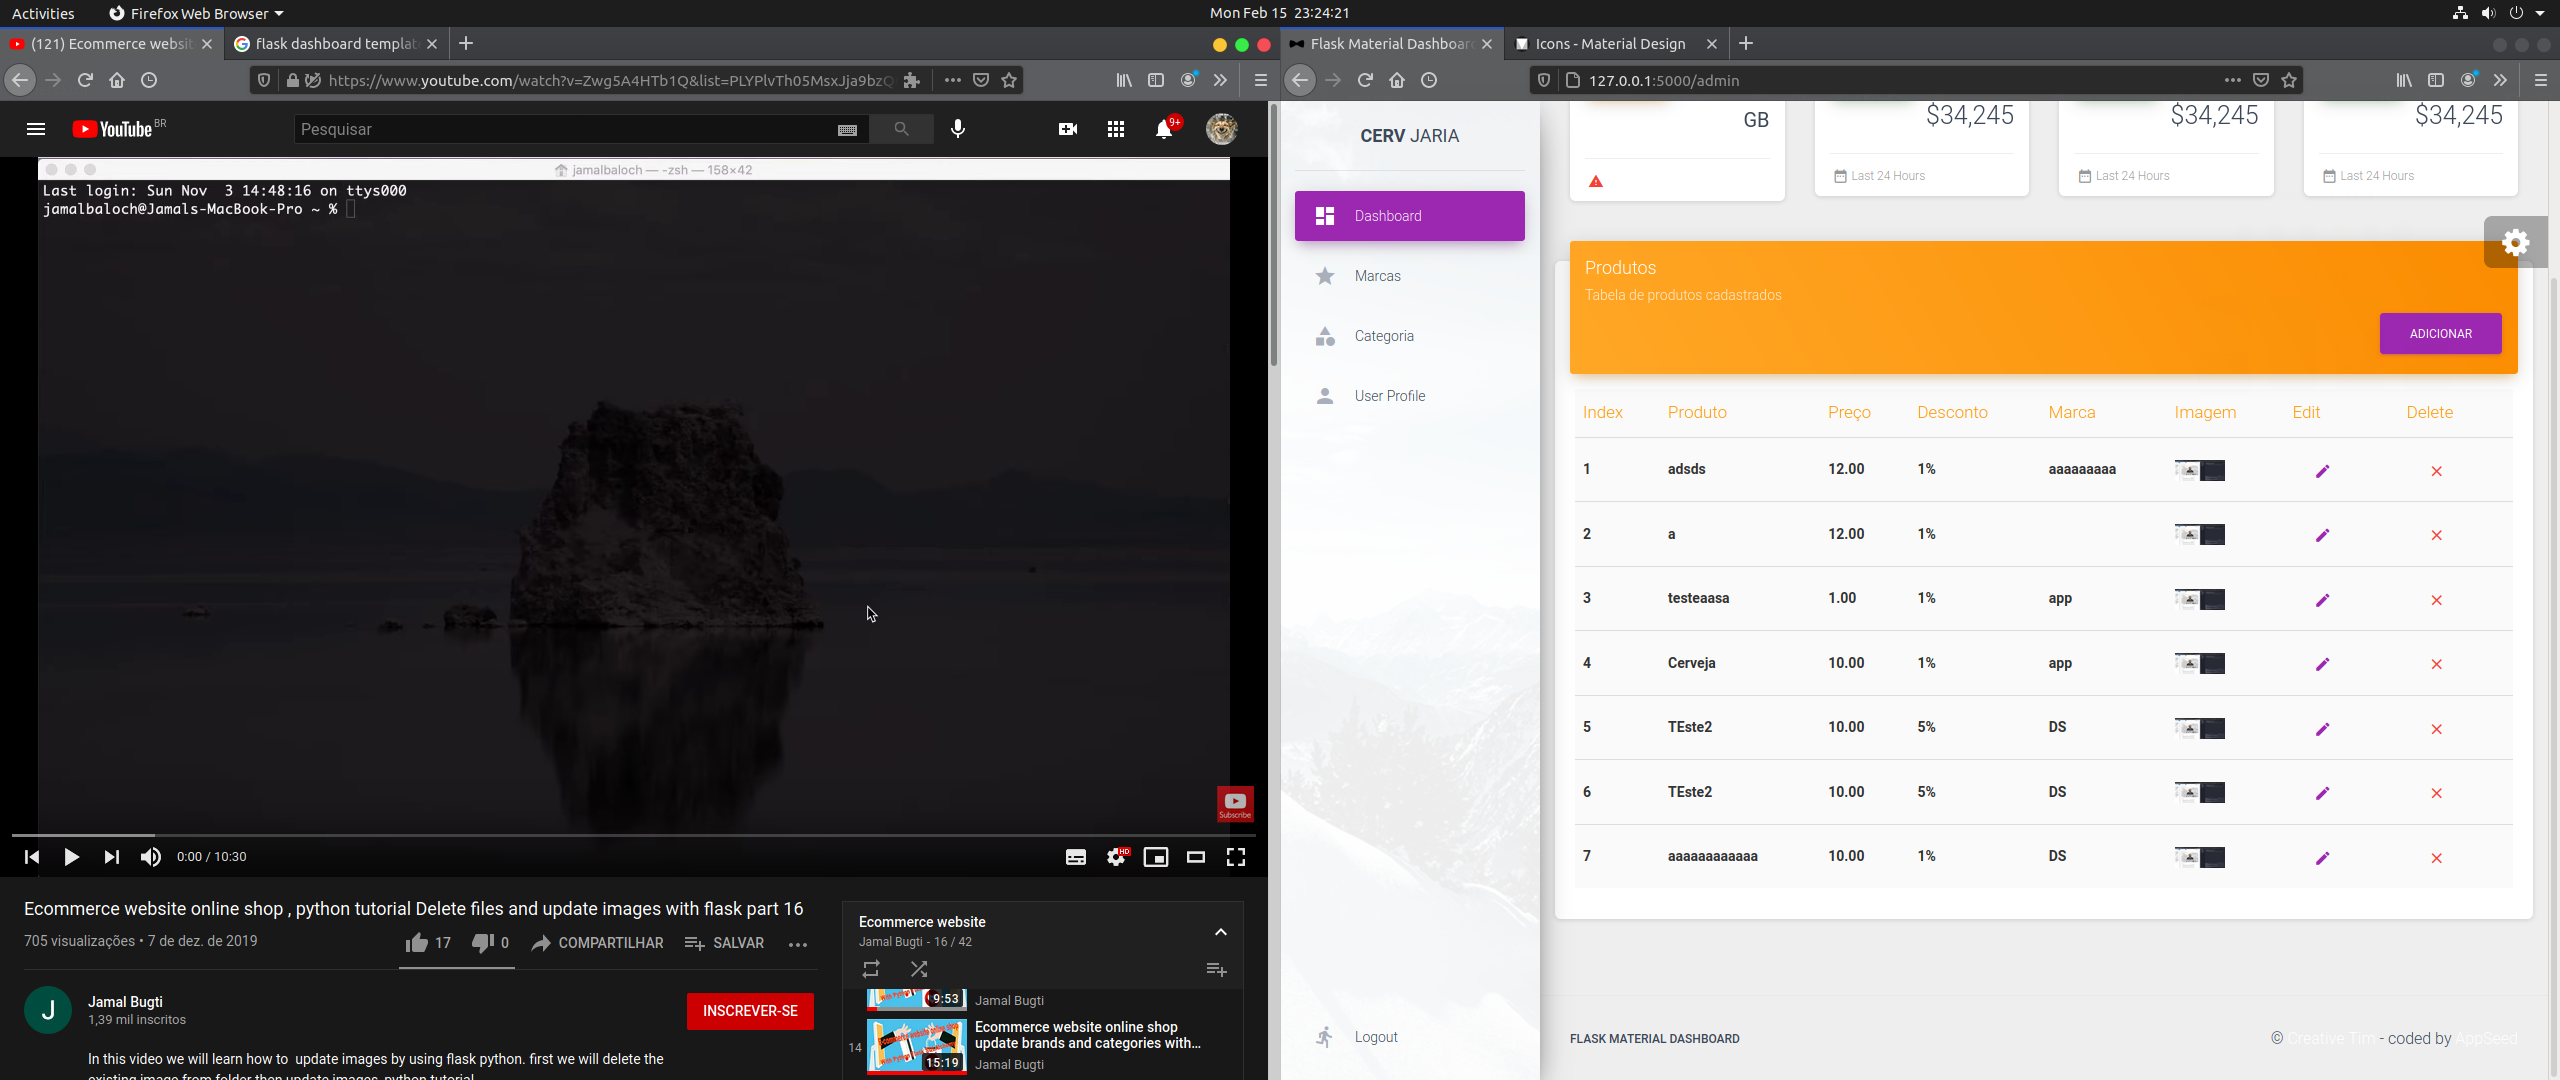 Activities
Firefox Web Browser
Mon Feb 15 23:24:21
(121) Ecommerce websit
flask dashboard templat
https://www.youtube.com/watch?v=Zwg5A4HTb1Q&list=PLYPlvTh05MsxJja9bzQ
YouTube BR
Pesquisar
9+
jamalbaloch — -zsh — 158×42
Last login: Sun Nov 3 14:48:16 on ttys000
jamalbaloch@Jamals-MacBook-Pro ~ %
Subscribe
0:00 / 10:30
HD
Ecommerce website online shop , python tutorial Delete files and update images with flask part 16
705 visualizações • 7 de dez. de 2019
17
0
COMPARTILHAR
SALVAR
J
Jamal Bugti
1,39 mil inscritos
INSCREVER-SE
In this video we will learn how to update images by using flask python. first we will delete the
existing image from folder then update images python tutorial
Ecommerce website
Jamal Bugti - 16 / 42
9:53
Jamal Bugti
14
15:19
Ecommerce website online shop
update brands and categories with...
Jamal Bugti
Flask Material Dashboar
Icons - Material Design
127.0.0.1:5000/admin
CERV JARIA
Dashboard
Marcas
Categoria
User Profile
Logout
GB
$34,245
$34,245
$34,245
Last 24 Hours
Last 24 Hours
Last 24 Hours
Produtos
Tabela de produtos cadastrados
ADICIONAR
Index Produto Preço Desconto Marca Imagem Edit Delete
1 adsds 12.00 1% aaaaaaaaa
2 a 12.00 1%
3 testeaasa 1.00 1% app
4 Cerveja 10.00 1% app
5 TEste2 10.00 5% DS
6 TEste2 10.00 5% DS
7 aaaaaaaaaaaa 10.00 1% DS
FLASK MATERIAL DASHBOARD
© Creative Tim - coded by AppSeed